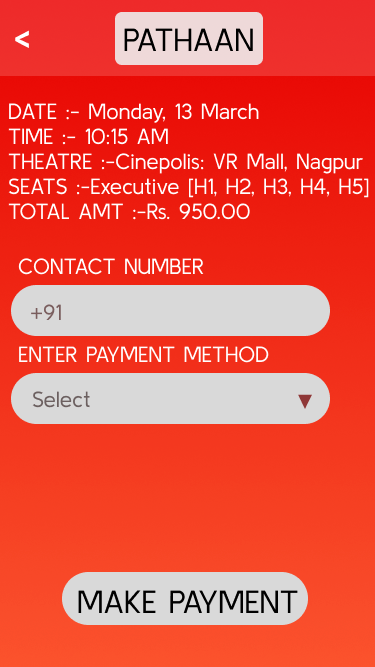 <
PATHAAN
DATE :- Monday, 13 March
TIME :- 10:15 AM
THEATRE :-Cinepolis: VR Mall, Nagpur
SEATS :-Executive [H1, H2, H3, H4, H5]
TOTAL AMT :-Rs. 950.00
CONTACT NUMBER
+91
ENTER PAYMENT METHOD
Select ▼
MAKE PAYMENT